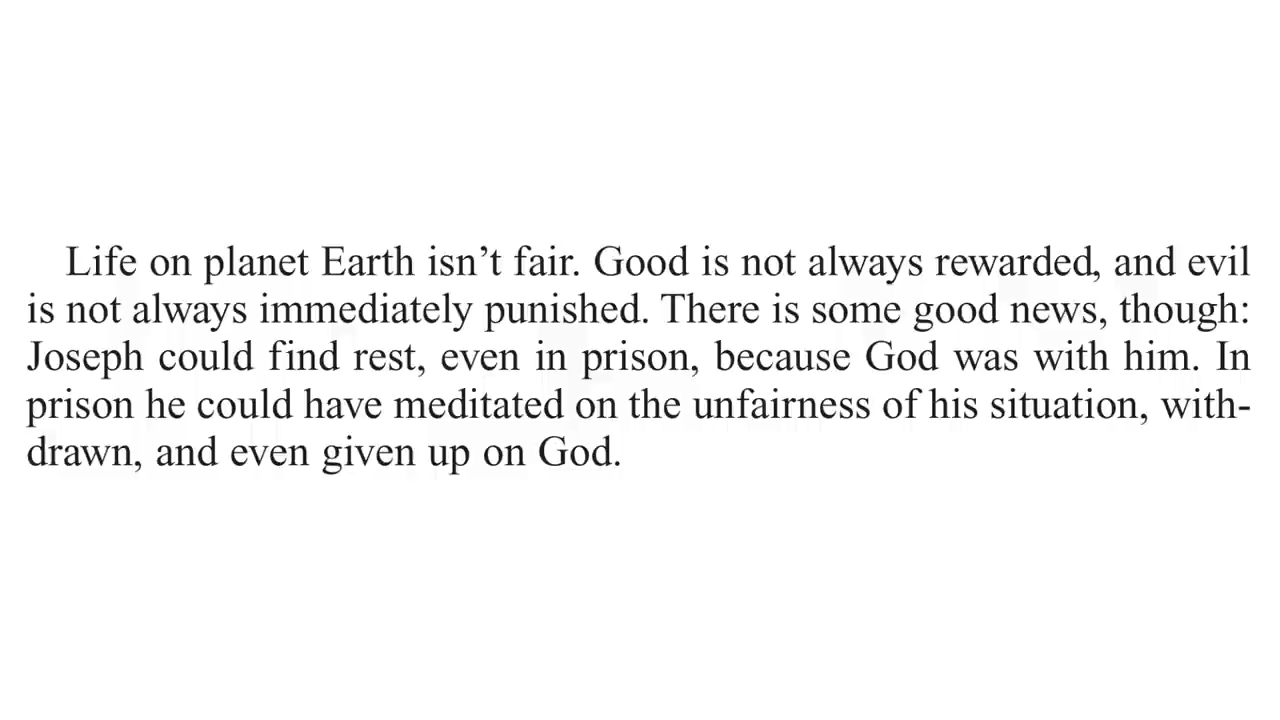 Life on planet Earth isn’t fair. Good is not always rewarded, and evil
is not always immediately punished. There is some good news, though:
Joseph could find rest, even in prison, because God was with him. In
prison he could have meditated on the unfairness of his situation, with-
drawn, and even given up on God.